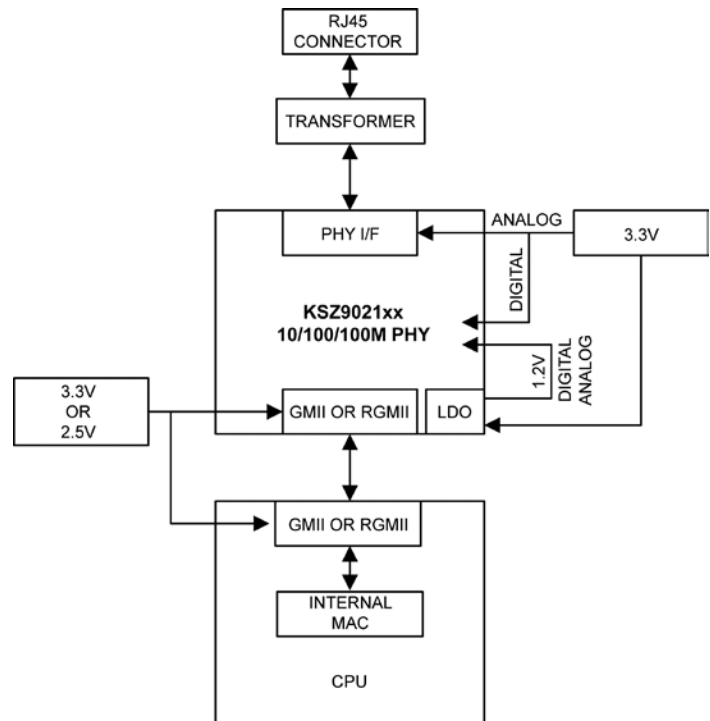 RJ45
CONNECTOR
TRANSFORMER
PHY I/F
ANALOG
3.3V
DIGITAL
KSZ9021xx
10/100/100M PHY
1.2V
DIGITAL
ANALOG
3.3V
OR
2.5V
GMII OR RGMII
LDO
GMII OR RGMII
INTERNAL
MAC
CPU